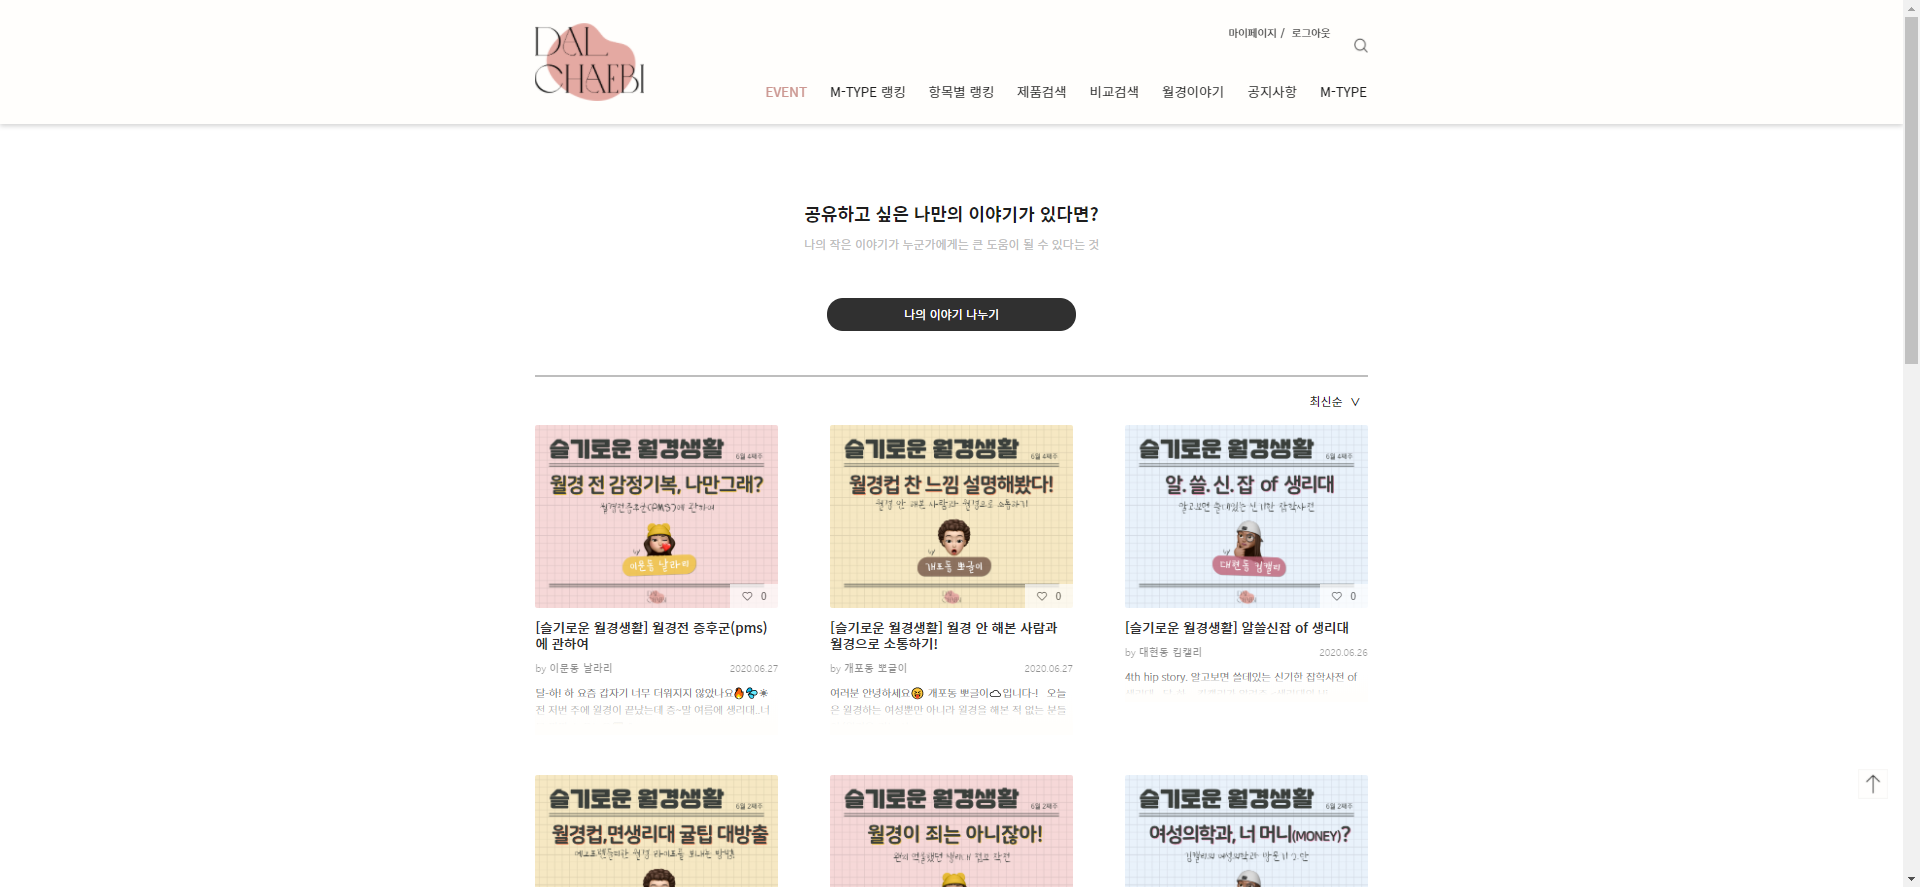 DAL
CHAEBI
마이페이지 / 로그아웃
EVENT M-TYPE 랭킹 항목별 랭킹 제품검색 비교검색 월경이야기 공지사항 M-TYPE
공유하고 싶은 나만의 이야기가 있다면?
나의 작은 이야기가 누군가에게는 큰 도움이 될 수 있다는 것
나의 이야기 나누기
최신순
슬기로운 월경생활
6월 4째주
월경 전 감정기복, 나만그래?
월경전증후군(PMS)에 관하여
by
이문동 날라리
0
[슬기로운 월경생활] 월경전 증후군(pms)
에 관하여
by 이문동 날라리 2020.06.27
달-하! 하 요즘 갑자기 너무 더워지지 않았나요🔥💦☀
전 저번 주에 월경이 끝났는데 증~말 여름에 생리대_너
슬기로운 월경생활
6월 4째주
월경컵 찬 느낌 설명해봤다!
월경 안 해본 사람과 월경으로 소통하기
by
개포동 뽀글이
0
[슬기로운 월경생활] 월경 안 해본 사람과
월경으로 소통하기!
by 개포동 뽀글이 2020.06.27
여러분 안녕하세요😆 개포동 뽀글이☁입니다-! 오늘
은 월경하는 여성뿐만 아니라 월경을 해본 적 없는 분들
슬기로운 월경생활
6월 4째주
알.쓸.신.잡 of 생리대
알고보면 쓸데있는 신기한 잡학사전
by
대현동 킴캘리
0
[슬기로운 월경생활] 알쓸신잡 of 생리대
by 대현동 킴캘리 2020.06.26
4th hip story. 알고보면 쓸데있는 신기한 잡학사전 of
슬기로운 월경생활
6월 2째주
월경컵,면생리대 꿀팁 대방출
슬기로운 월경생활
6월 2째주
월경이 죄는 아니잖아!
슬기로운 월경생활
6월 2째주
여성의학과, 너 머니(MONEY)?